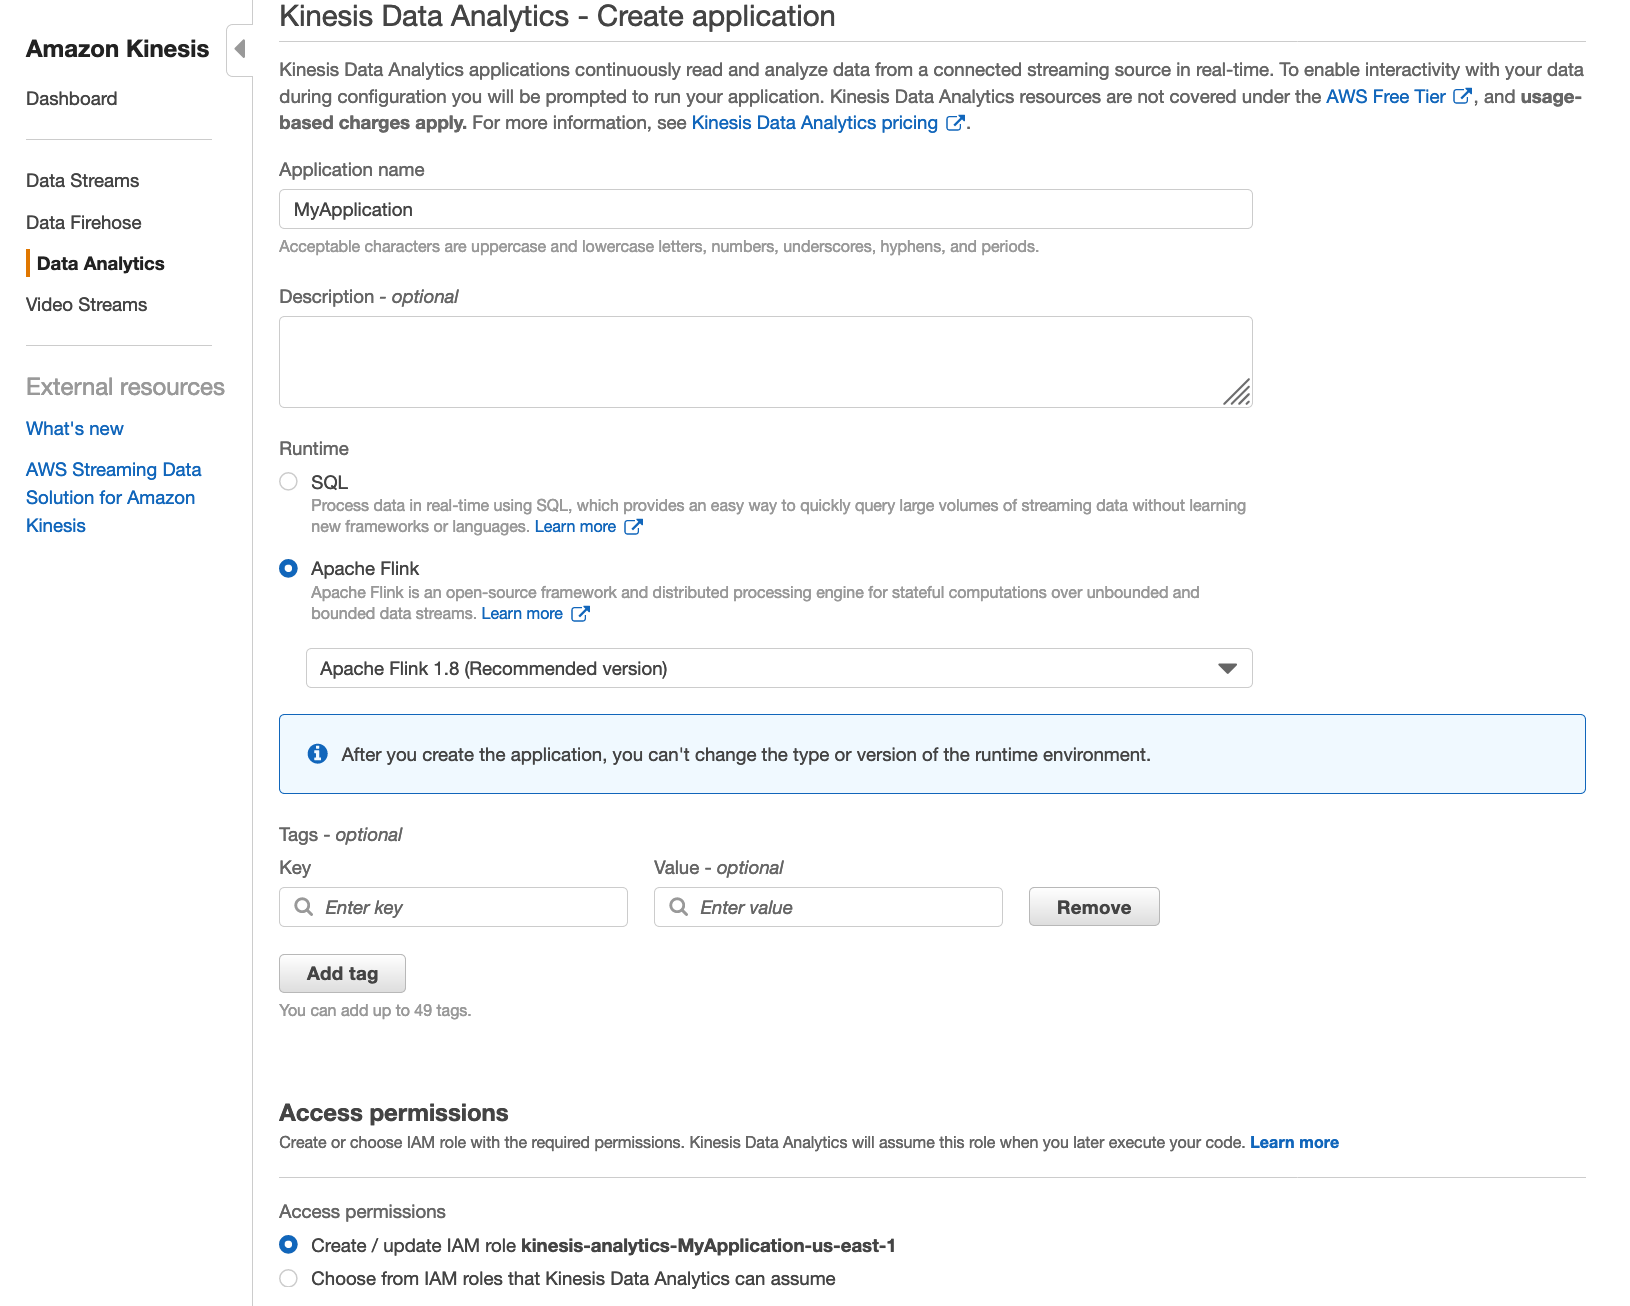 Amazon Kinesis
Dashboard
Data Streams
Data Firehose
Data Analytics
Video Streams
External resources
What's new
AWS Streaming Data
Solution for Amazon
Kinesis
Kinesis Data Analytics - Create application
Kinesis Data Analytics applications continuously read and analyze data from a connected streaming source in real-time. To enable interactivity with your data
during configuration you will be prompted to run your application. Kinesis Data Analytics resources are not covered under the AWS Free Tier, and usage-
based charges apply. For more information, see Kinesis Data Analytics pricing.
Application name
MyApplication
Acceptable characters are uppercase and lowercase letters, numbers, underscores, hyphens, and periods.
Description - optional
Runtime
SQL
Process data in real-time using SQL, which provides an easy way to quickly query large volumes of streaming data without learning
new frameworks or languages. Learn more
Apache Flink
Apache Flink is an open-source framework and distributed processing engine for stateful computations over unbounded and
bounded data streams. Learn more
Apache Flink 1.8 (Recommended version)
After you create the application, you can't change the type or version of the runtime environment.
Tags - optional
Key
Value - optional
Enter key
Enter value
Remove
Add tag
You can add up to 49 tags.
Access permissions
Create or choose IAM role with the required permissions. Kinesis Data Analytics will assume this role when you later execute your code. Learn more
Access permissions
Create / update IAM role kinesis-analytics-MyApplication-us-east-1
Choose from IAM roles that Kinesis Data Analytics can assume